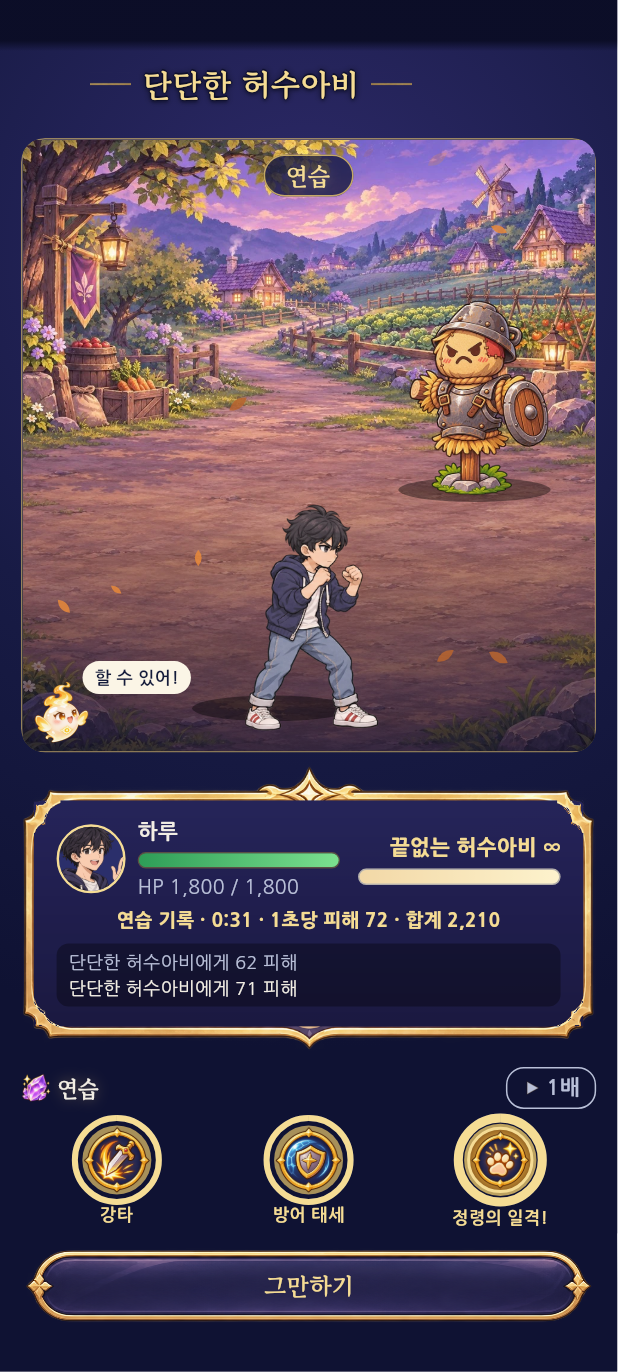 단단한 허수아비
연습
할 수 있어!
하루
HP 1,800 / 1,800
끝없는 허수아비 ∞
연습 기록 · 0:31 · 1초당 피해 72 · 합계 2,210
단단한 허수아비에게 62 피해
단단한 허수아비에게 71 피해
연습
▶ 1배
강타
방어 태세
정령의 일격!
그만하기